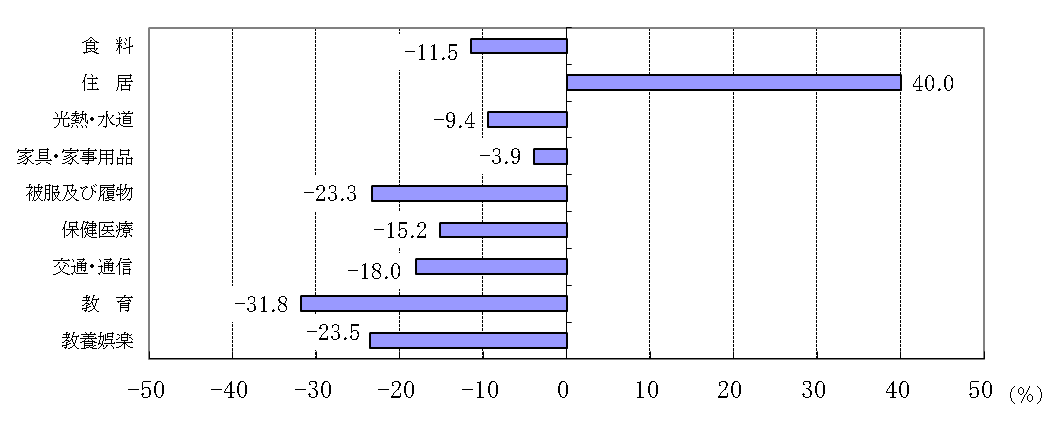 食　料 -11.5
住　居 40.0
光熱・水道 -9.4
家具・家事用品 -3.9
被服及び履物 -23.3
保健医療 -15.2
交通・通信 -18.0
教　育 -31.8
教養娯楽 -23.5
-50 -40 -30 -20 -10 0 10 20 30 40 50 (%)